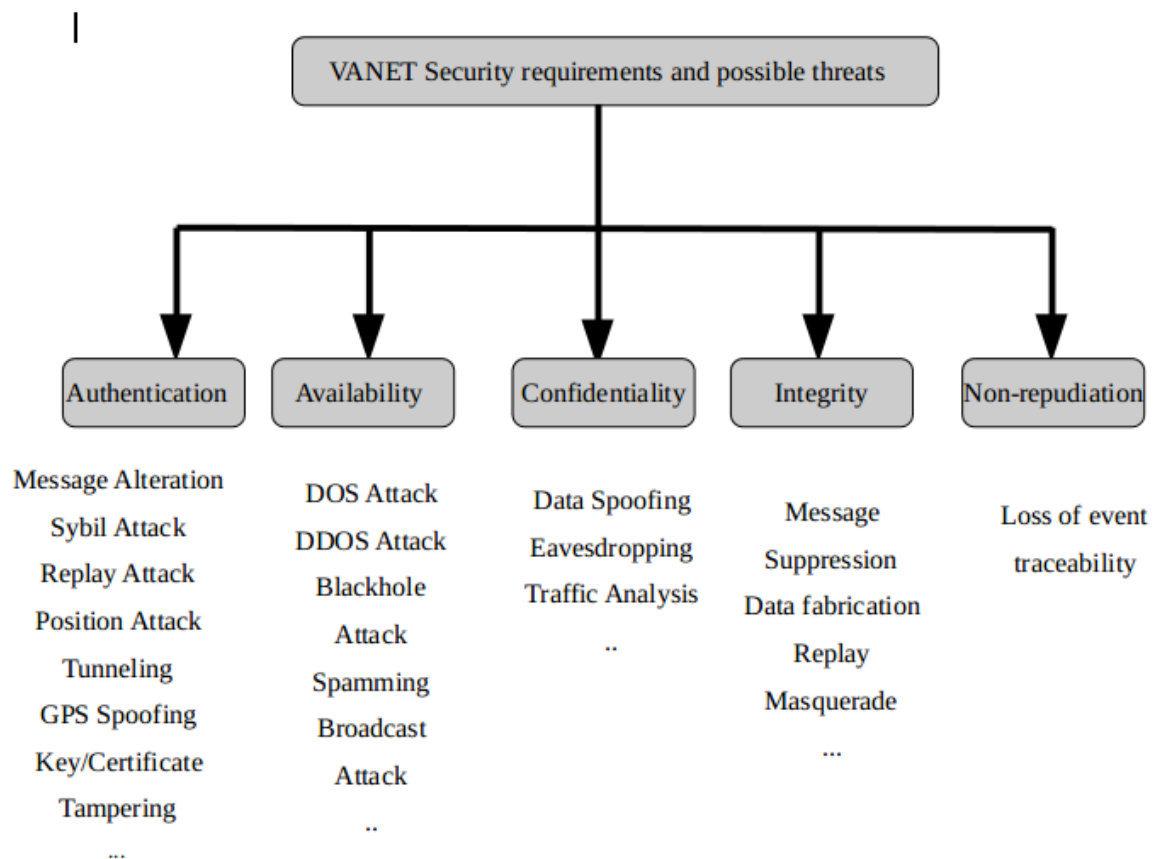 VANET Security requirements and possible threats
Authentication
Availability
Confidentiality
Integrity
Non-repudiation
Message Alteration
Sybil Attack
Replay Attack
Position Attack
Tunneling
GPS Spoofing
Key/Certificate
Tampering
...
DOS Attack
DDOS Attack
Blackhole
Attack
Spamming
Broadcast
Attack
..
Data Spoofing
Eavesdropping
Traffic Analysis
..
Message
Suppression
Data fabrication
Replay
Masquerade
...
Loss of event
traceability